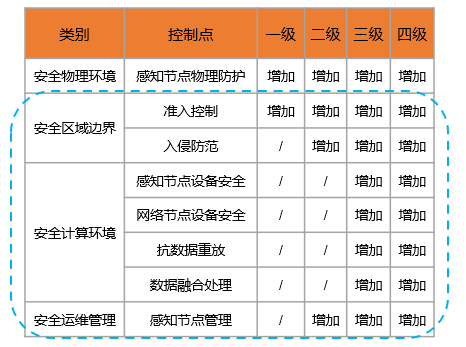 类别 控制点 一级 二级 三级 四级
安全物理环境 感知节点物理防护 增加 增加 增加 增加
安全区域边界 准入控制 增加 增加 增加 增加
入侵防范 / 增加 增加 增加
安全计算环境 感知节点设备安全 / / 增加 增加
网络节点设备安全 / / 增加 增加
抗数据重放 / / 增加 增加
数据融合处理 / / 增加 增加
安全运维管理 感知节点管理 / 增加 增加 增加